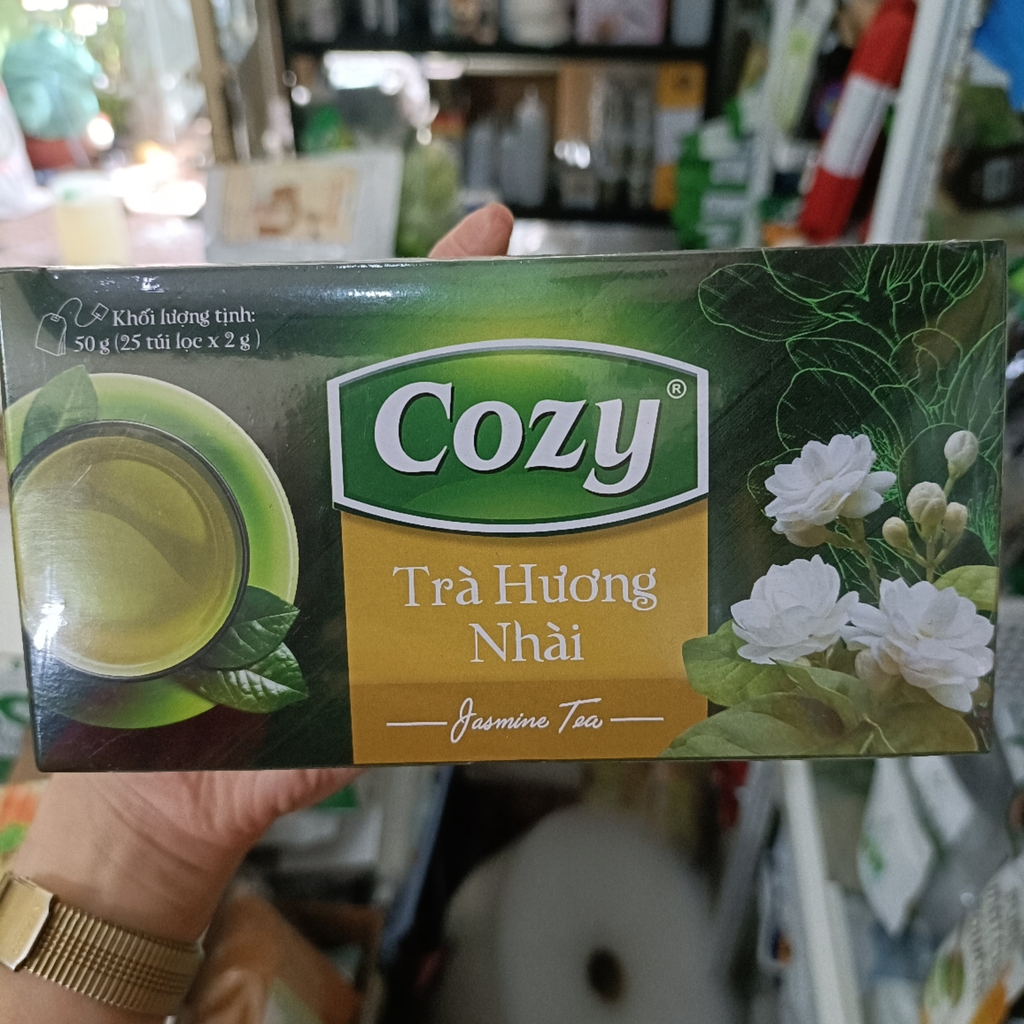 Khối lượng tịnh:
50 g (25 túi lọc x 2 g)
Cozy®
Trà Hương
Nhài
Jasmine Tea